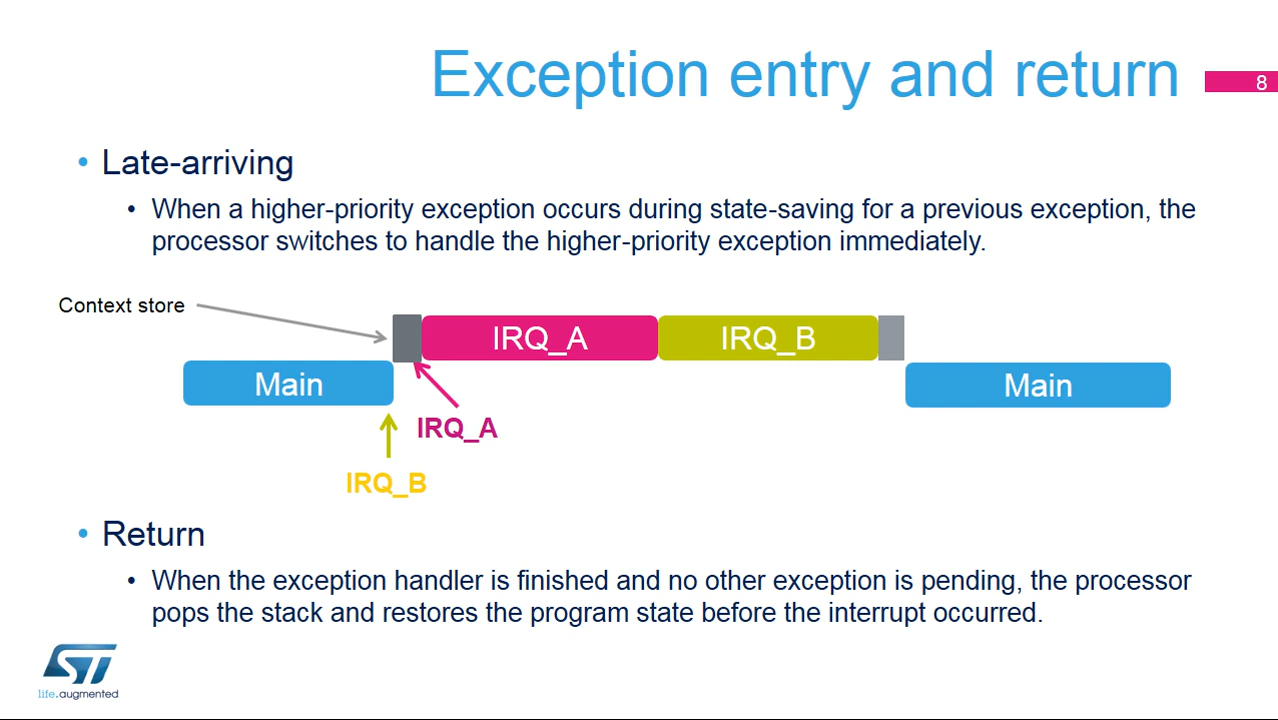 Exception entry and return
8
• Late-arriving
• When a higher-priority exception occurs during state-saving for a previous exception, the
processor switches to handle the higher-priority exception immediately.
Context store
IRQ_A
IRQ_B
Main
Main
IRQ_A
IRQ_B
• Return
• When the exception handler is finished and no other exception is pending, the processor
pops the stack and restores the program state before the interrupt occurred.
ST
life.augmented